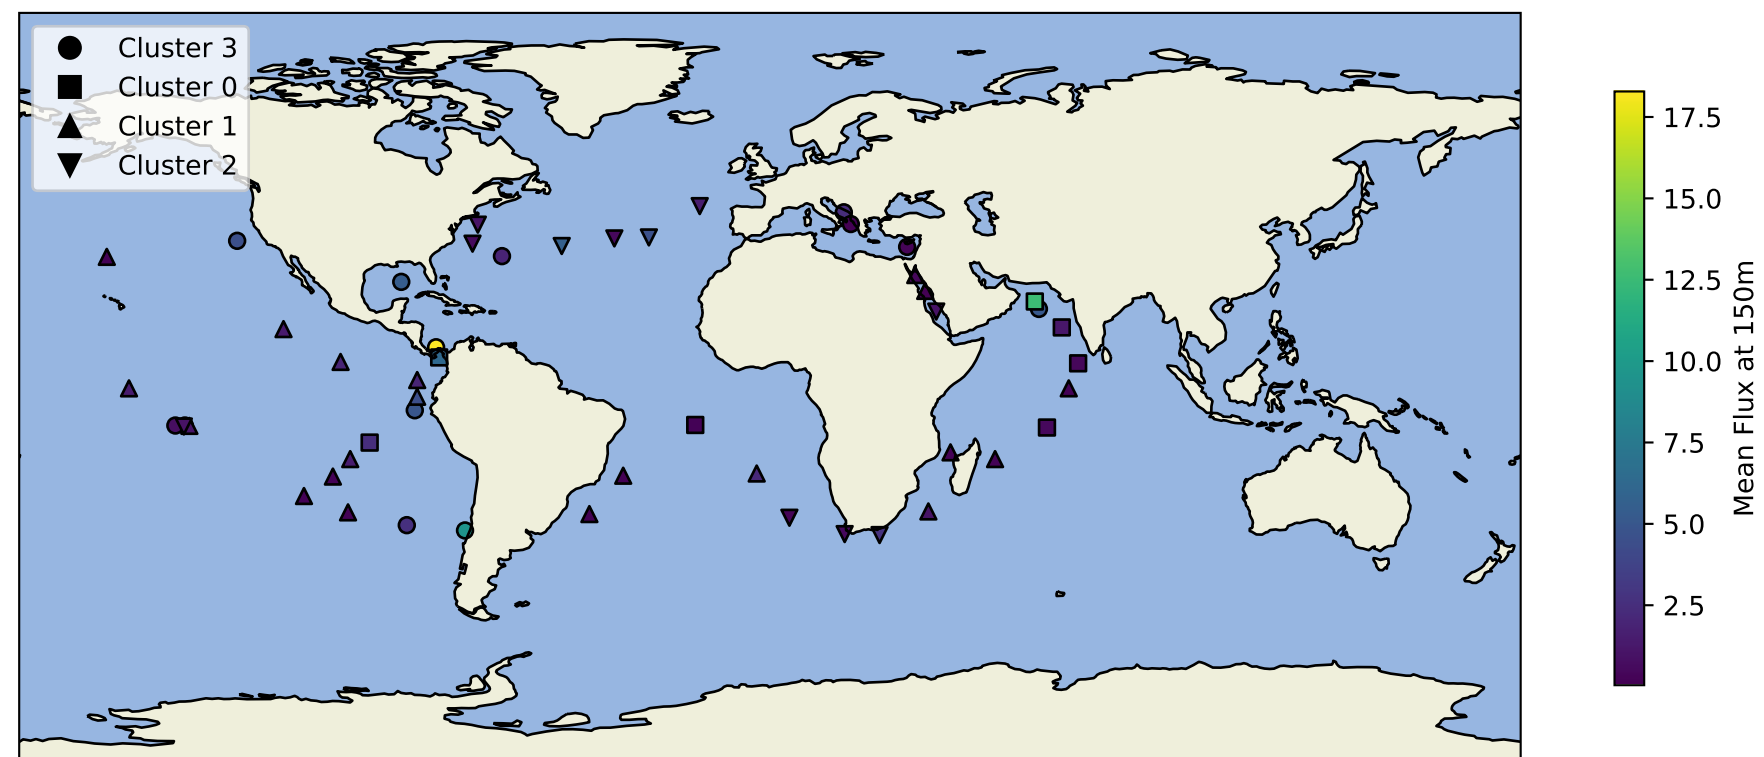 Cluster 3
Cluster 0
Cluster 1
Cluster 2
17.5
15.0
12.5
10.0
7.5
5.0
2.5
Mean Flux at 150m